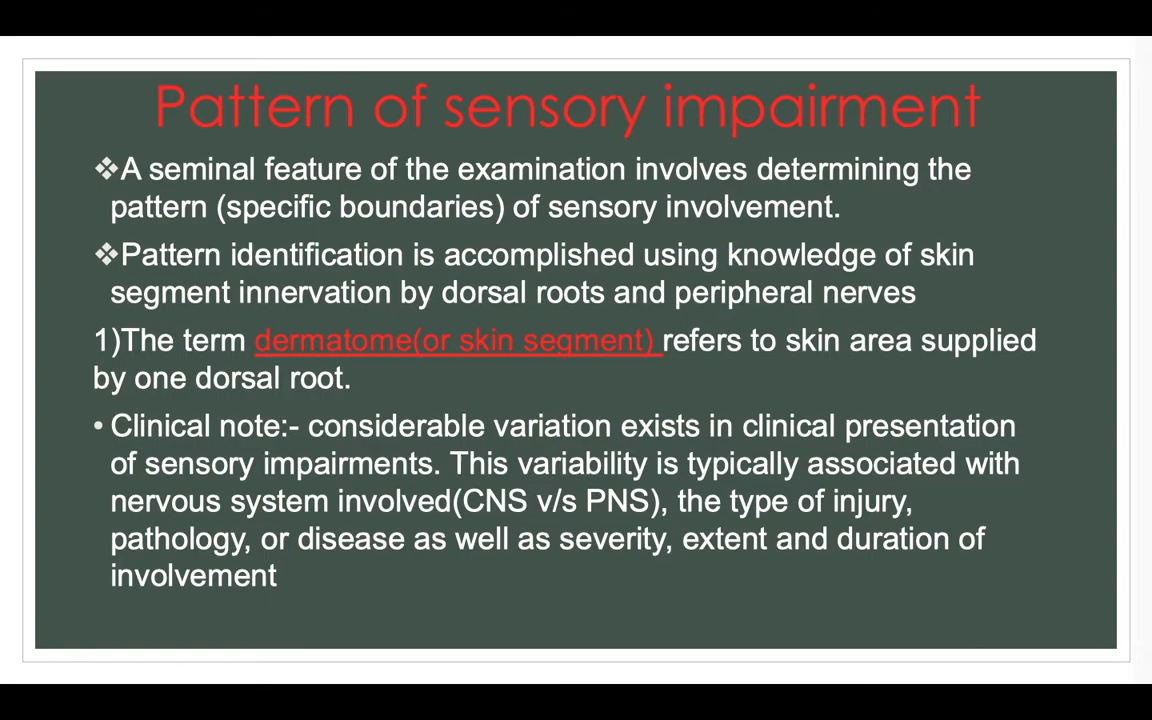 Pattern of sensory impairment
❖A seminal feature of the examination involves determining the
pattern (specific boundaries) of sensory involvement.
❖Pattern identification is accomplished using knowledge of skin
segment innervation by dorsal roots and peripheral nerves
1)The term dermatome(or skin segment) refers to skin area supplied
by one dorsal root.
• Clinical note:- considerable variation exists in clinical presentation
of sensory impairments. This variability is typically associated with
nervous system involved(CNS v/s PNS), the type of injury,
pathology, or disease as well as severity, extent and duration of
involvement